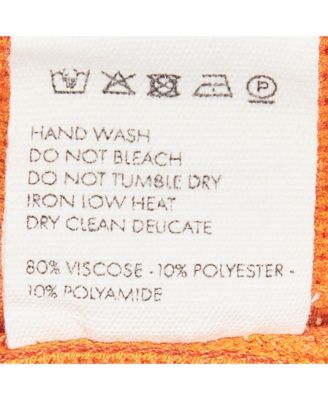 HAND WASH
DO NOT BLEACH
DO NOT TUMBLE DRY
IRON LOW HEAT
DRY CLEAN DELICATE
80% VISCOSE - 10% POLYESTER -
10% POLYAMIDE